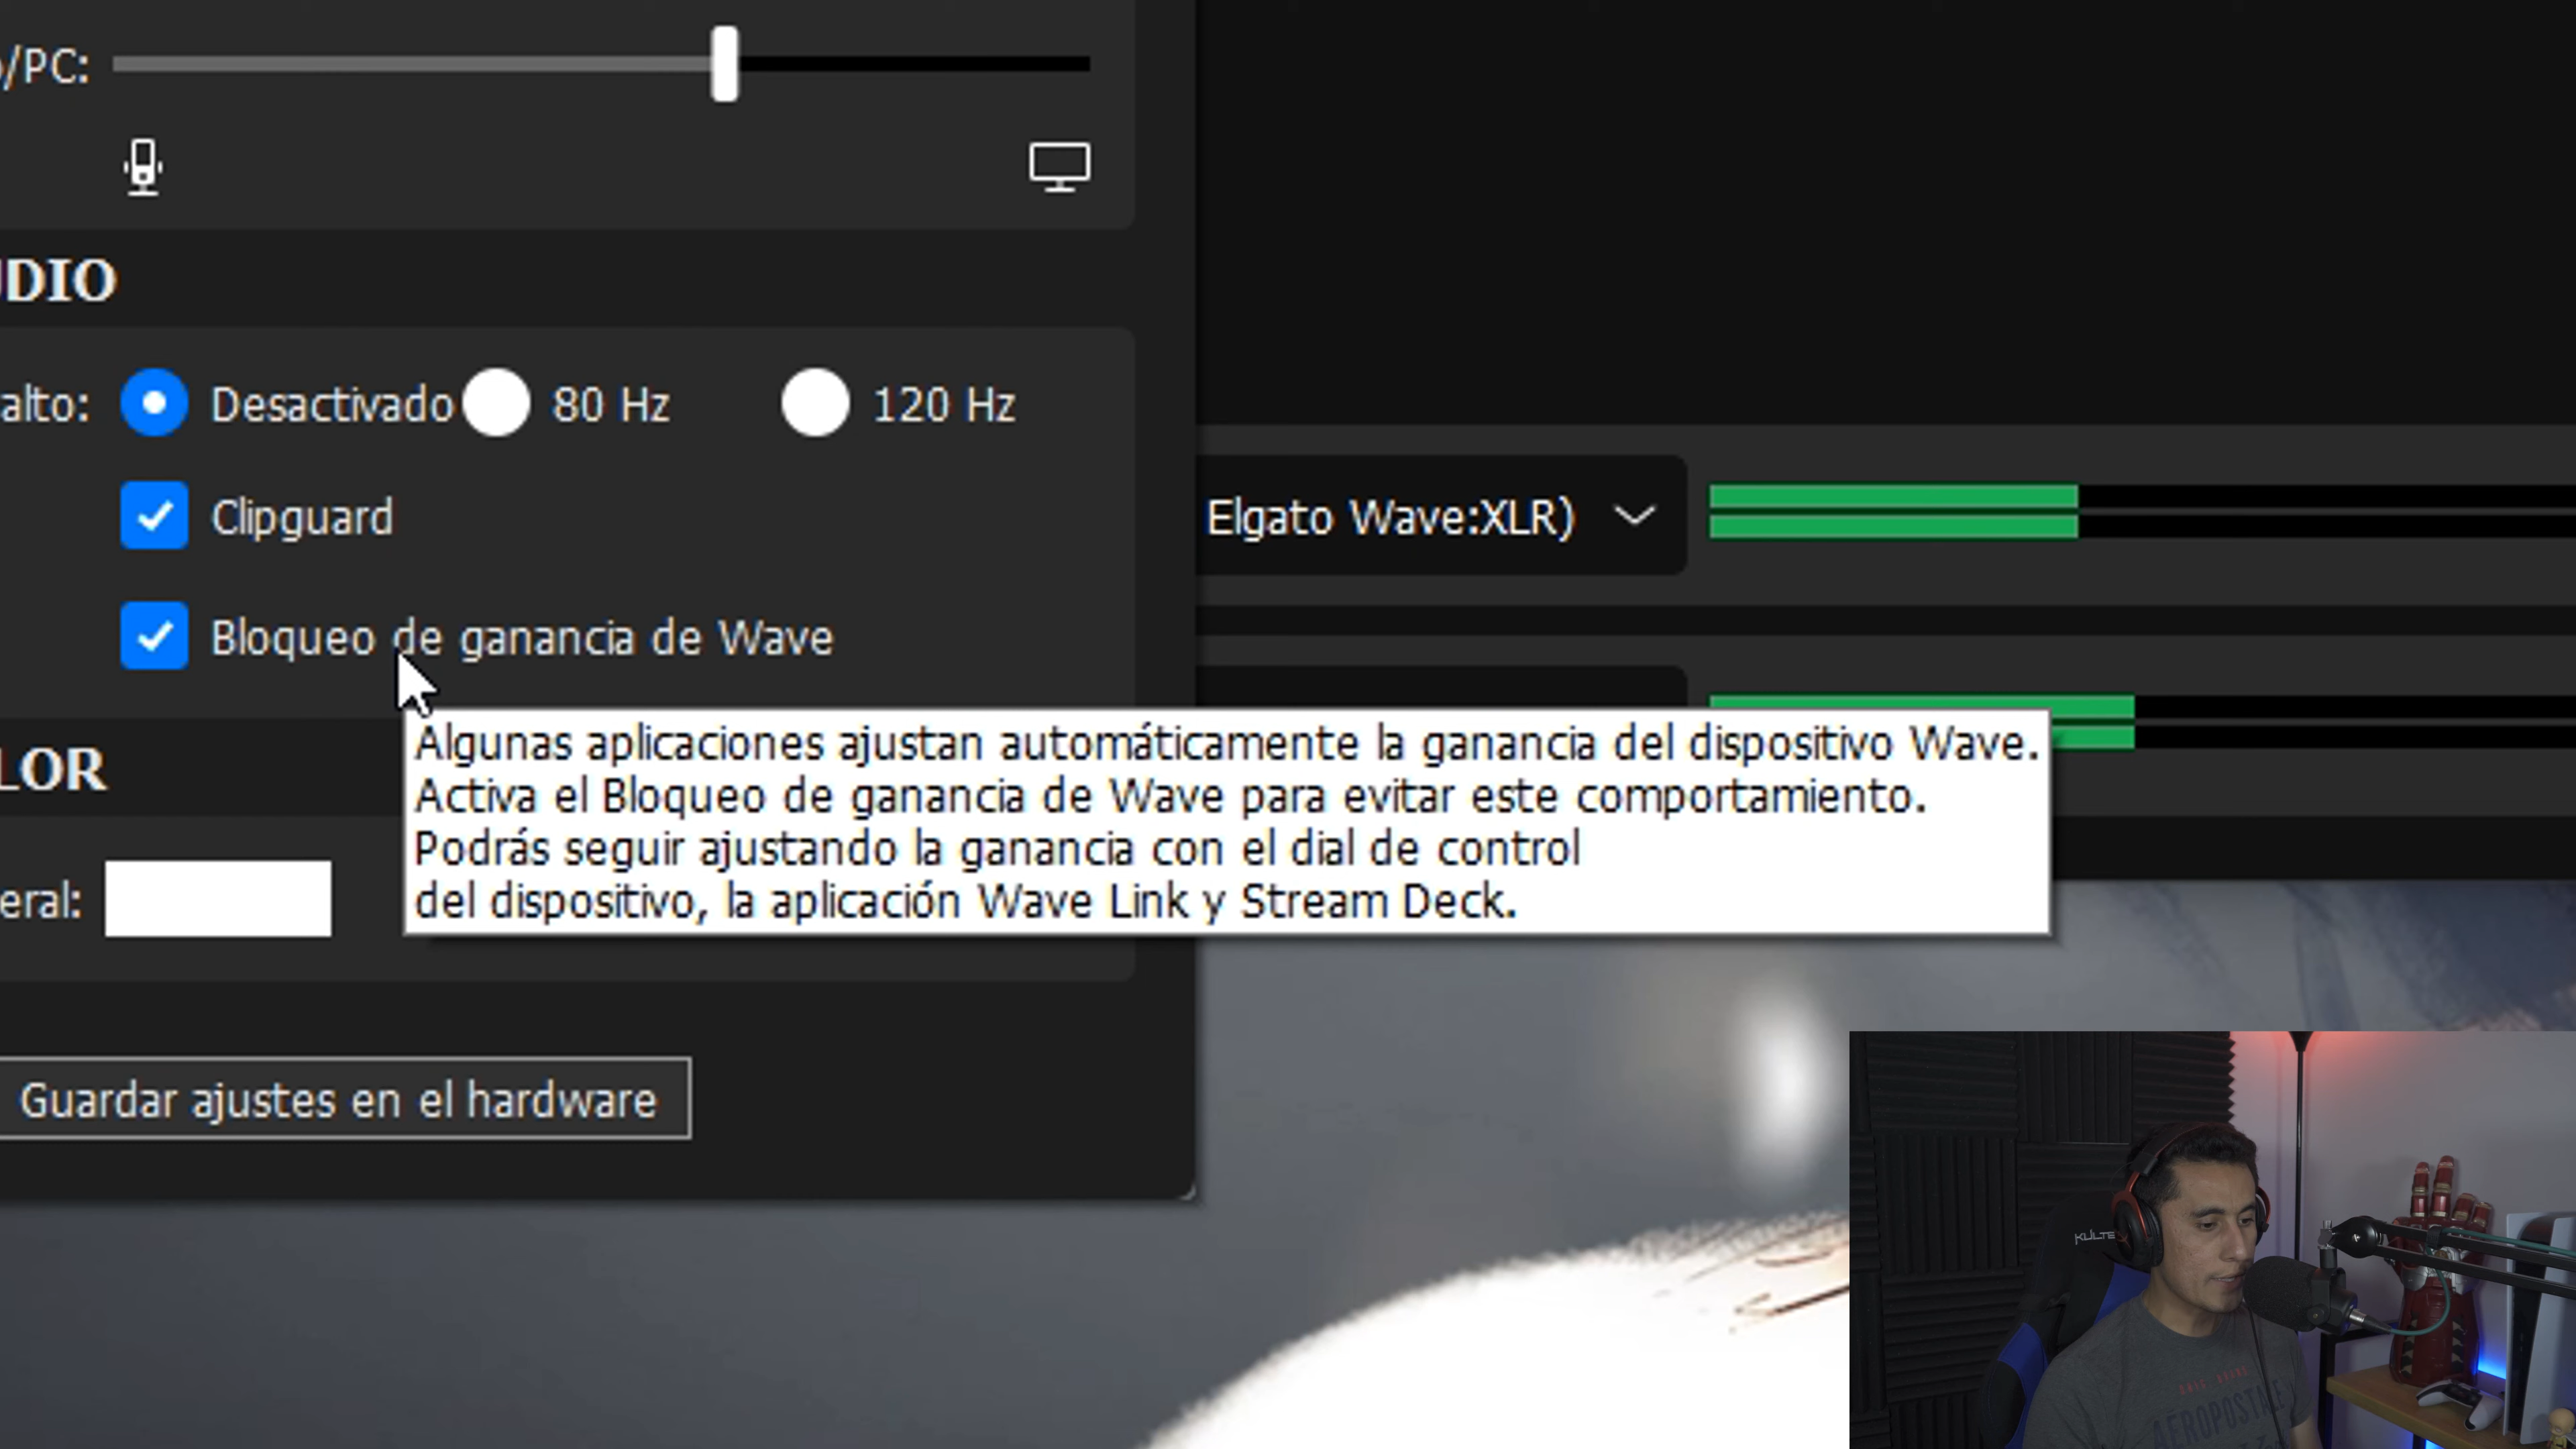 o/PC:
UDIO
alto: Desactivado 80 Hz 120 Hz
Clipguard
Elgato Wave:XLR)
Bloqueo de ganancia de Wave
Algunas aplicaciones ajustan automáticamente la ganancia del dispositivo Wave.
Activa el Bloqueo de ganancia de Wave para evitar este comportamiento.
Podrás seguir ajustando la ganancia con el dial de control
del dispositivo, la aplicación Wave Link y Stream Deck.
LOR
eral:
Guardar ajustes en el hardware
AEROPOSTALE